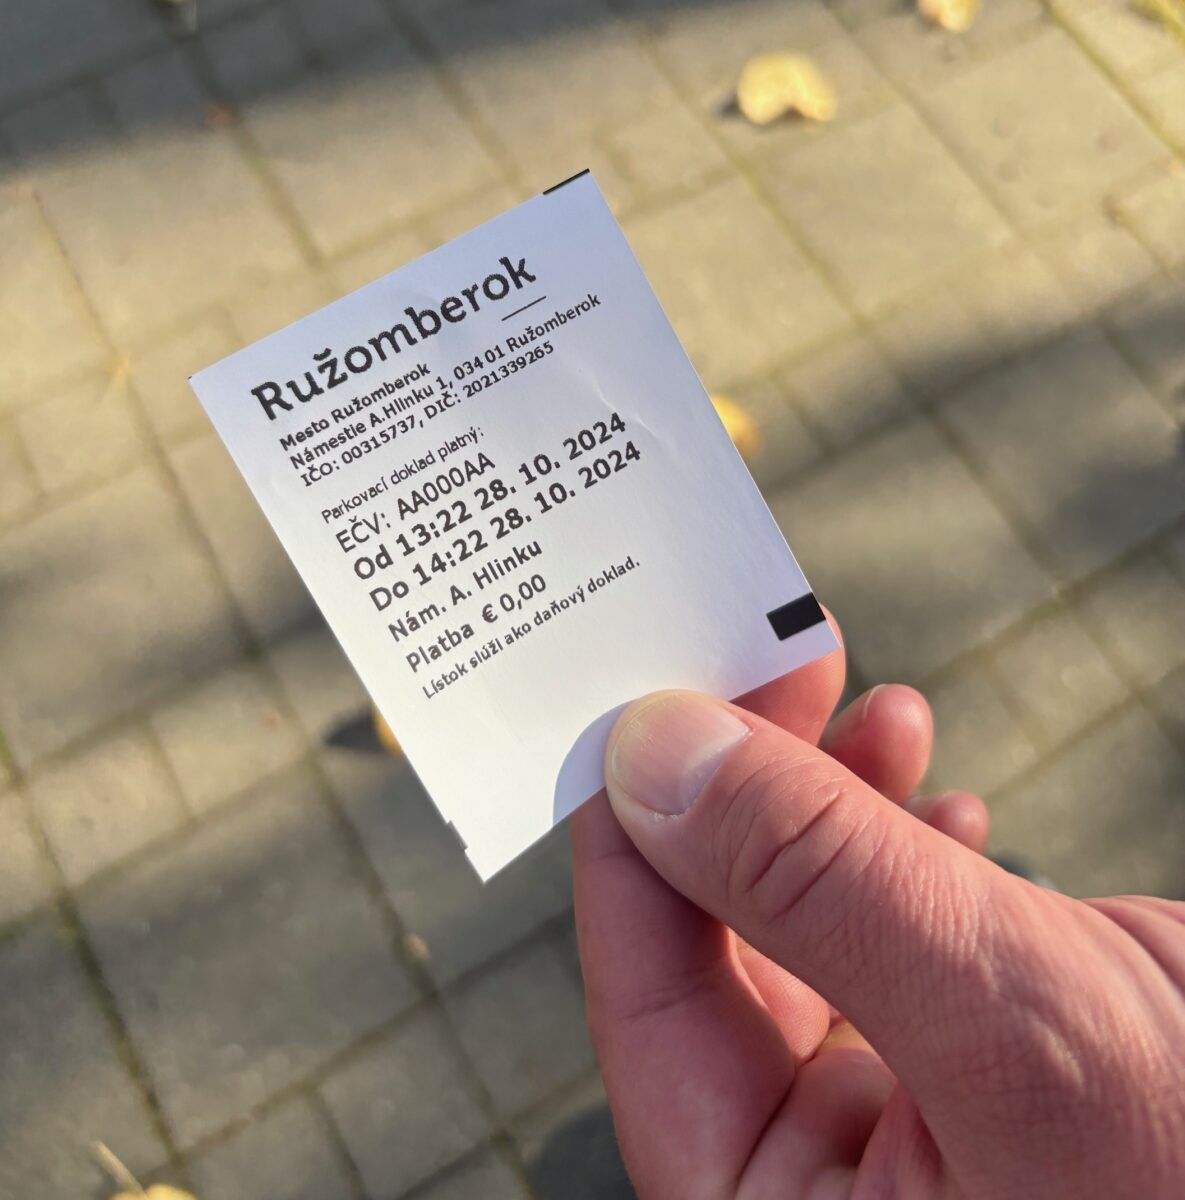 Ružomberok
Mesto Ružomberok
Námestie A.Hlinku 1, 034 01 Ružomberok
IČO: 00315737, DIČ: 2021339265
Parkovací doklad platný:
EČV: AA000AA
Od 13:22 28. 10. 2024
Do 14:22 28. 10. 2024
Nám. A. Hlinku
Platba € 0,00
Lístok slúži ako daňový doklad.